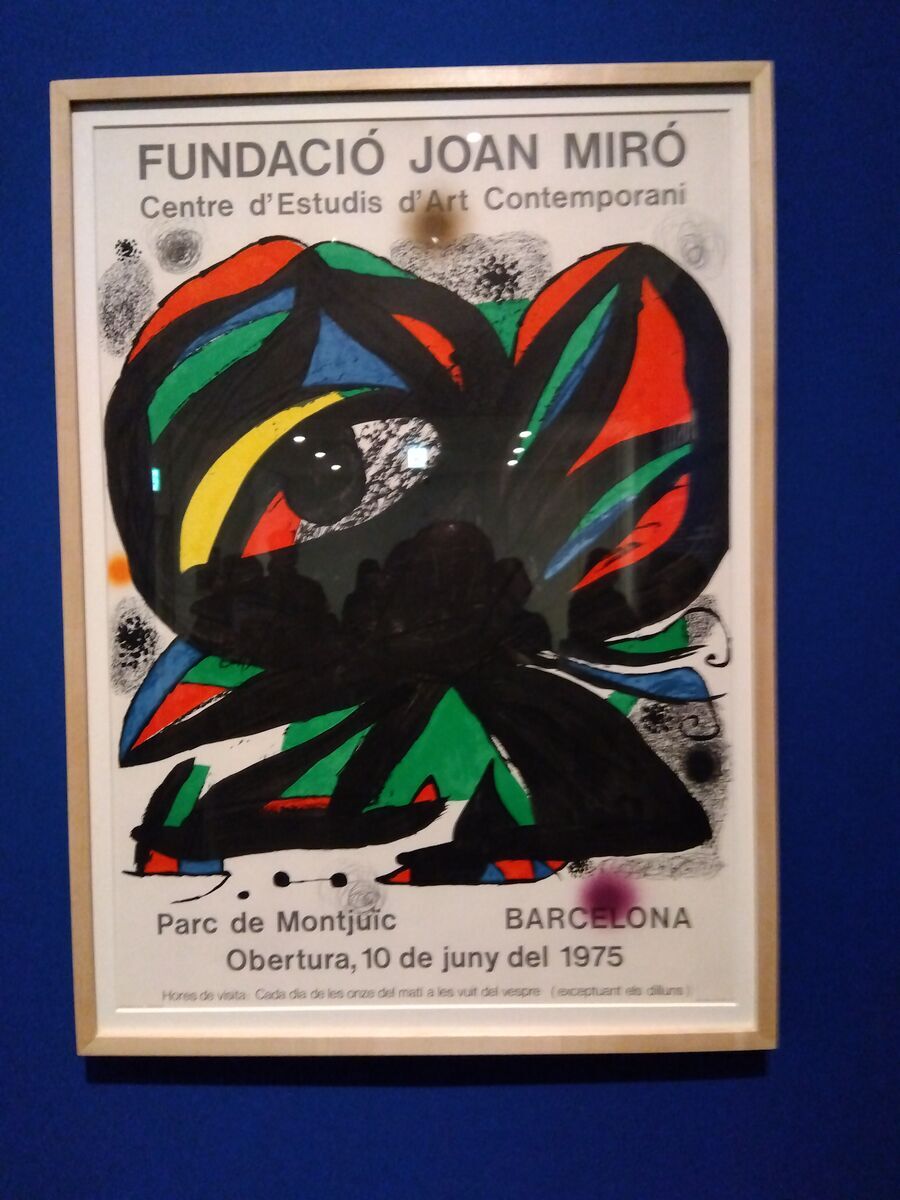 FUNDACIÓ JOAN MIRÓ
Centre d'Estudis d'Art Contemporani
Parc de Montjuïc BARCELONA
Obertura, 10 de juny del 1975
Hores de visita: Cada dia de les onze del matí a les vuit del vespre (exceptuant els dilluns)